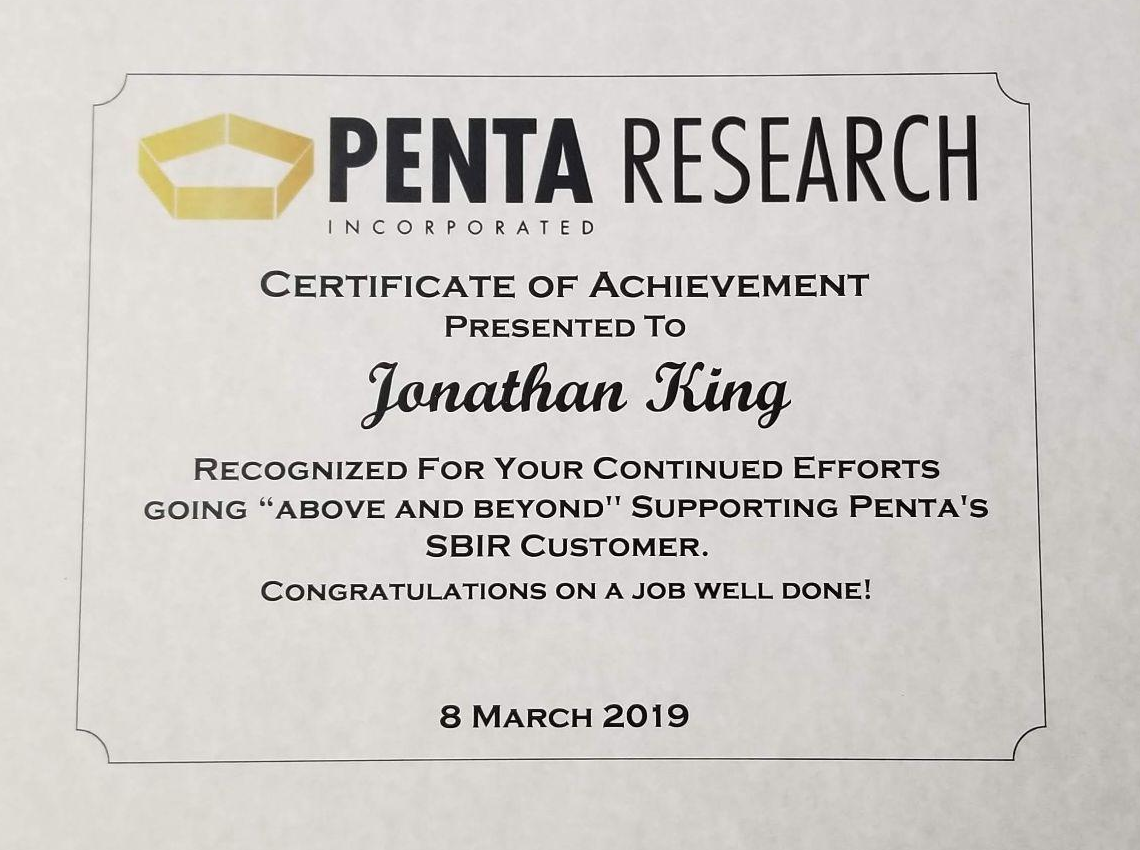 PENTA RESEARCH
INCORPORATED
CERTIFICATE OF ACHIEVEMENT
PRESENTED TO
Jonathan King
RECOGNIZED FOR YOUR CONTINUED EFFORTS
GOING “ABOVE AND BEYOND" SUPPORTING PENTA'S
SBIR CUSTOMER.
CONGRATULATIONS ON A JOB WELL DONE!
8 MARCH 2019